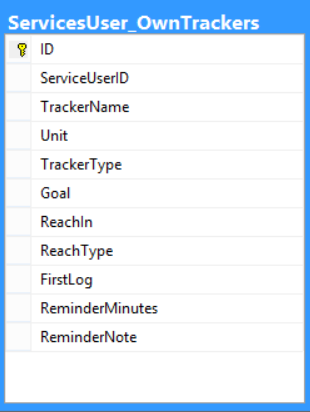 ServicesUser_OwnTrackers
ID
ServiceUserID
TrackerName
Unit
TrackerType
Goal
ReachIn
ReachType
FirstLog
ReminderMinutes
ReminderNote